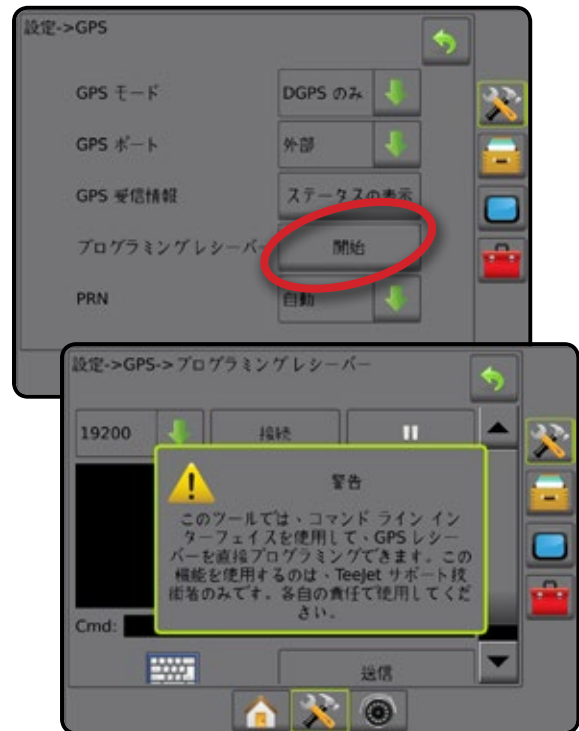 設定->GPS
GPS モード
DGPS のみ
GPS ポート
外部
GPS 受信情報
ステータスの表示
プログラミングレシーバー
開始
PRN
自動
設定->GPS->プログラミングレシーバー
19200
接続
警告
このツールでは、コマンド ライン イン
ターフェイスを使用して、GPS レシー
バーを直接プログラミングできます。この
機能を使用するのは、TeeJet サポート技
術者のみです。各自の責任で使用してくだ
さい。
Cmd:
送信